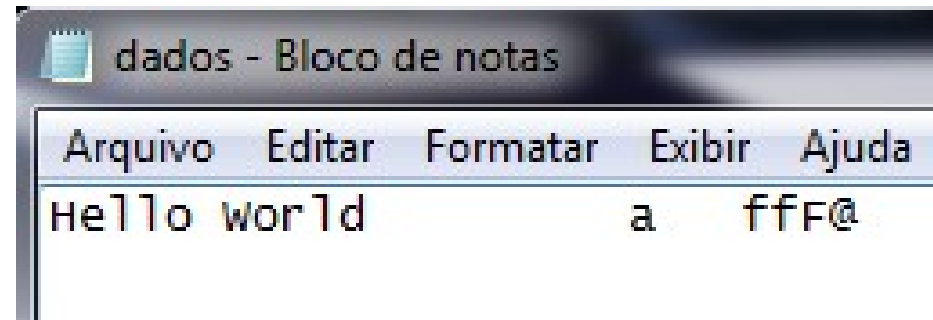 dados - Bloco de notas
Arquivo Editar Formatar Exibir Ajuda
Hello World a ffF@